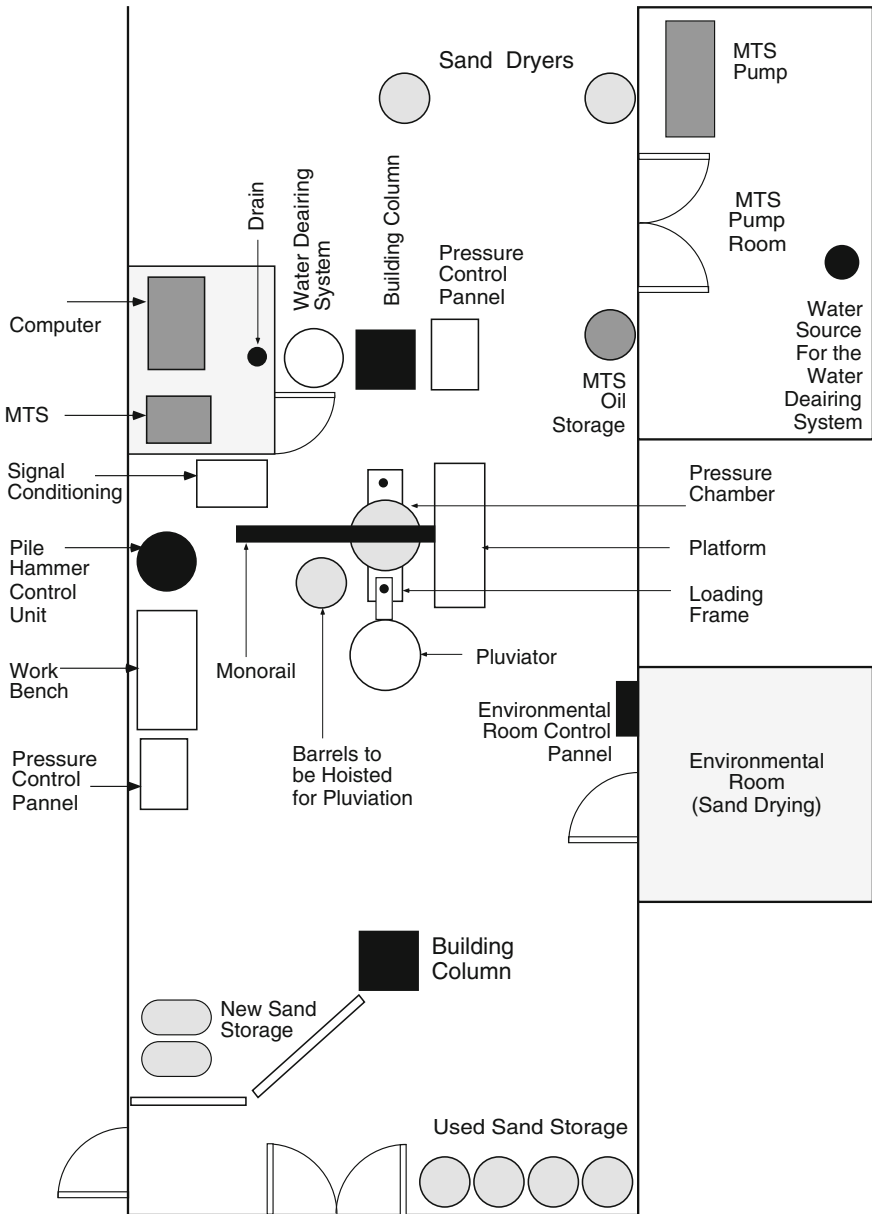 Sand Dryers
MTS
Pump
MTS
Pump
Room
Water
Source
For the
Water
Deairing
System
Drain
Water Deairing
System
Building Column
Pressure
Control
Pannel
Computer
MTS
MTS
Oil
Storage
Signal
Conditioning
Pressure
Chamber
Pile
Hammer
Control
Unit
Platform
Loading
Frame
Work
Bench
Monorail
Pluviator
Environmental
Room Control
Pannel
Barrels to
be Hoisted
for Pluviation
Pressure
Control
Pannel
Environmental
Room
(Sand Drying)
Building
Column
New Sand
Storage
Used Sand Storage